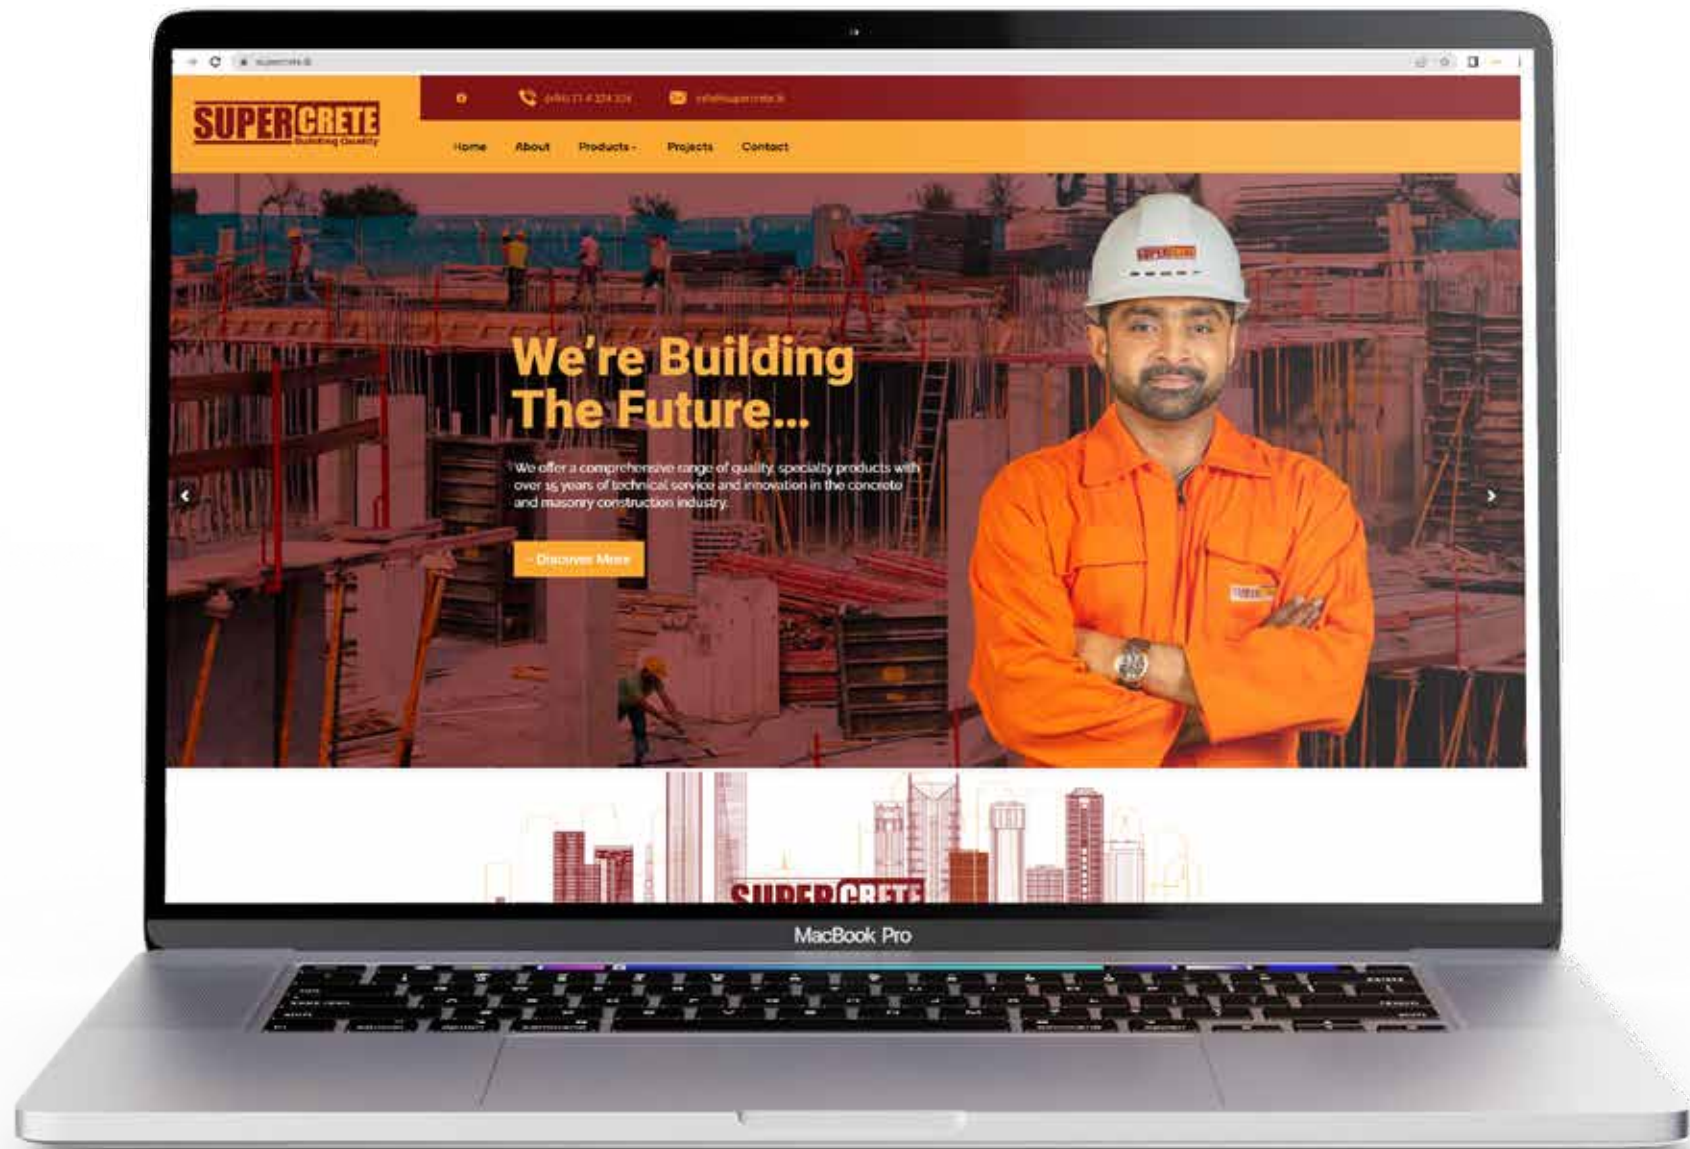 SUPERCRETE
Building Quality
Home About Products Projects Contact
SUPERCRETE
We're Building
The Future...
We offer a comprehensive range of quality, specialty products with
over 15 years of technical service and innovation in the concrete
and masonry construction industry.
Discover More
SUPERCRETE
MacBook Pro